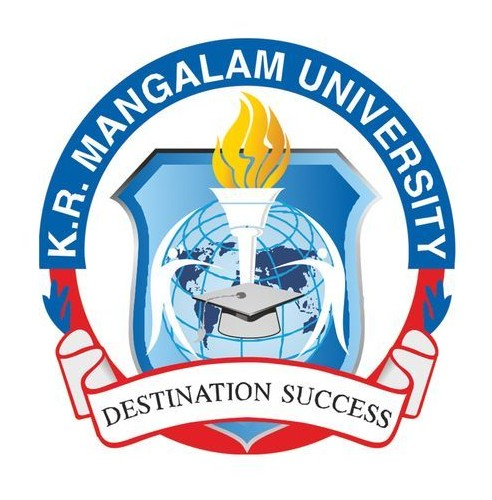 K.R. MANGALAM UNIVERSITY
DESTINATION SUCCESS